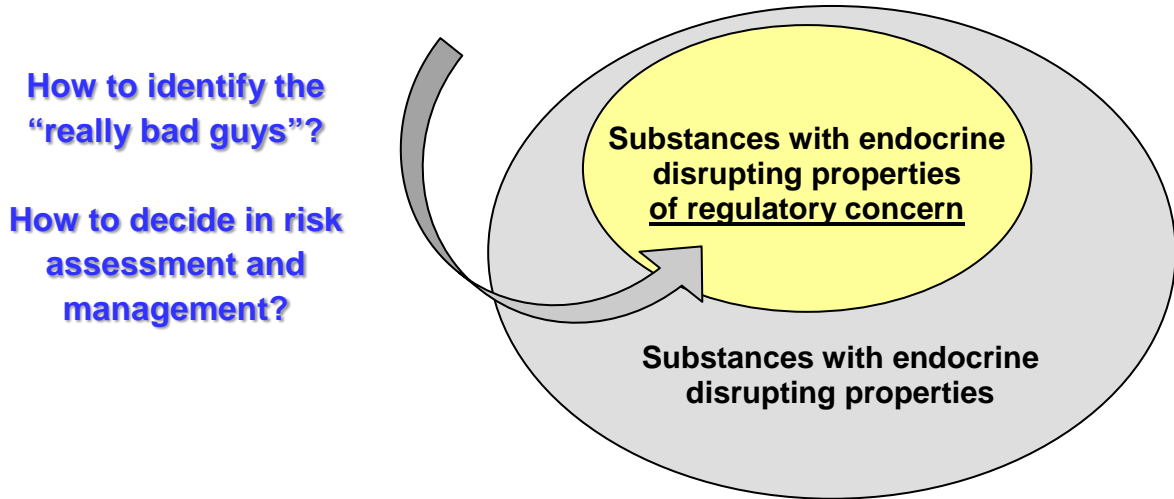 How to identify the
“really bad guys”?
How to decide in risk
assessment and
management?
Substances with endocrine
disrupting properties
of regulatory concern
Substances with endocrine
disrupting properties